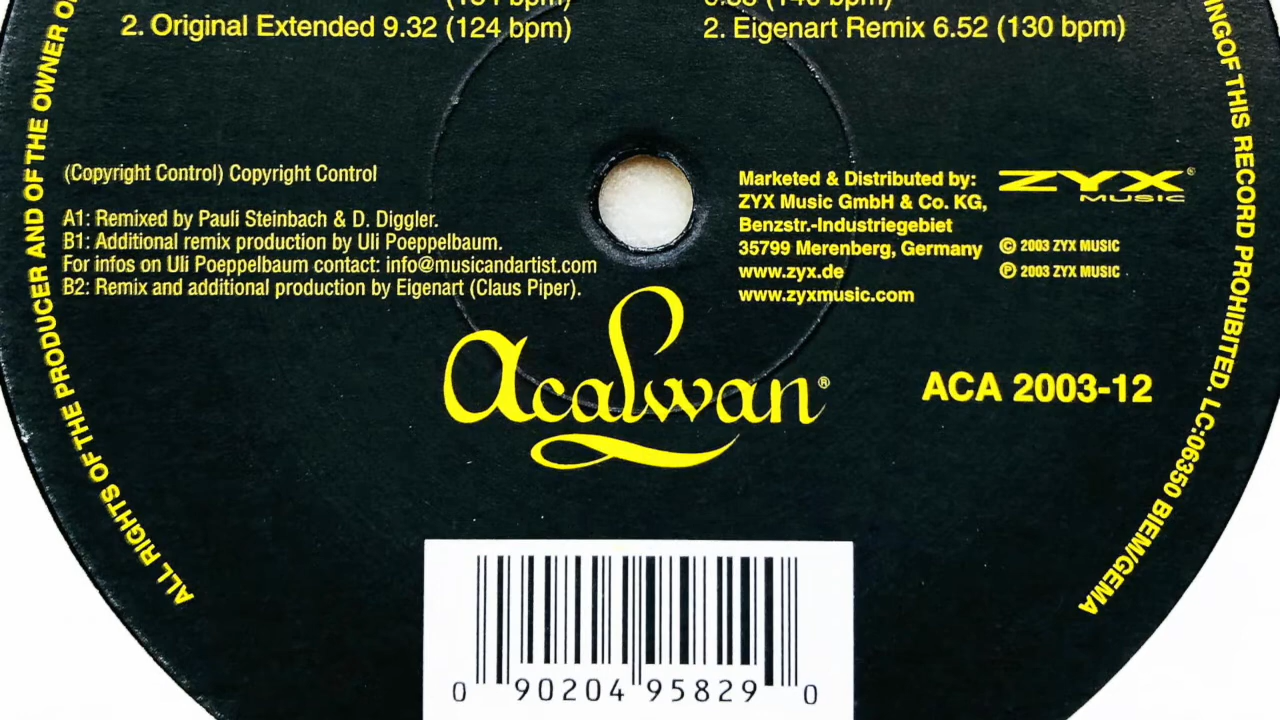 2. Original Extended 9.32 (124 bpm)
2. Eigenart Remix 6.52 (130 bpm)
(Copyright Control) Copyright Control
A1: Remixed by Pauli Steinbach & D. Diggler.
B1: Additional remix production by Uli Poeppelbaum.
For infos on Uli Poeppelbaum contact: info@musicandartist.com
B2: Remix and additional production by Eigenart (Claus Piper).
Marketed & Distributed by:
ZYX Music GmbH & Co. KG,
Benzstr.-Industriegebiet
35799 Merenberg, Germany
www.zyx.de
www.zyxmusic.com
ZYX®
MUSIC
© 2003 ZYX MUSIC
℗ 2003 ZYX MUSIC
Acalwan®
ACA 2003-12
ALL RIGHTS OF THE PRODUCER AND OF THE OWNER
OF THIS RECORD PROHIBITED. LC:06350 BIEM/GEMA
0 90204 95829 0